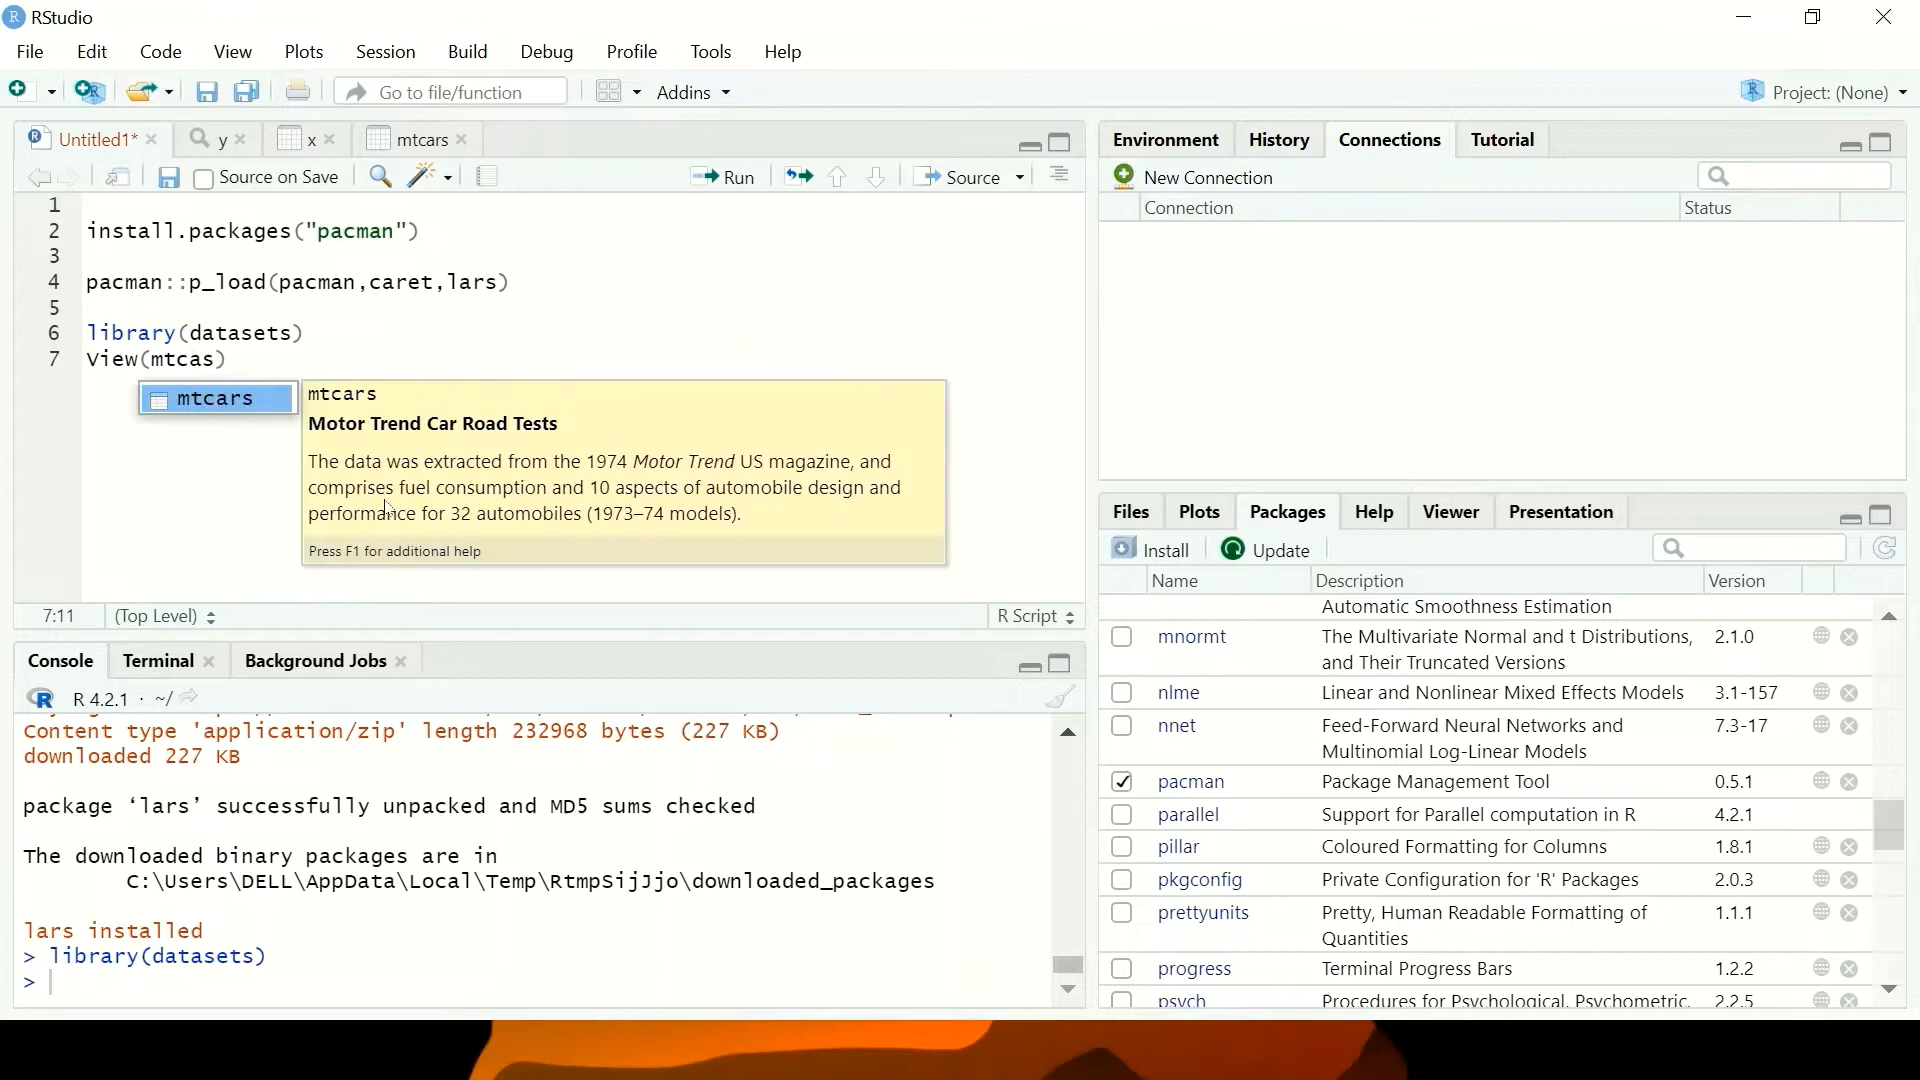 RStudio
File Edit Code View Plots Session Build Debug Profile Tools Help
Go to file/function Addins Project: (None)
Untitled1* y x mtcars
Source on Save Run Source
1
2 install.packages("pacman")
3
4 pacman::p_load(pacman,caret,lars)
5
6 library(datasets)
7 View(mtcas)
mtcars
mtcars
Motor Trend Car Road Tests
The data was extracted from the 1974 Motor Trend US magazine, and
comprises fuel consumption and 10 aspects of automobile design and
performance for 32 automobiles (1973–74 models).
Press F1 for additional help
7:11 (Top Level) R Script
Console Terminal Background Jobs
R 4.2.1 · ~/
Content type 'application/zip' length 232968 bytes (227 KB)
downloaded 227 KB
package ‘lars’ successfully unpacked and MD5 sums checked
The downloaded binary packages are in
C:\Users\DELL\AppData\Local\Temp\RtmpSijJjo\downloaded_packages
lars installed
> library(datasets)
>
Environment History Connections Tutorial
New Connection
Connection Status
Files Plots Packages Help Viewer Presentation
Install Update
Name Description Version
Automatic Smoothness Estimation
mnormt The Multivariate Normal and t Distributions, 2.1.0
and Their Truncated Versions
nlme Linear and Nonlinear Mixed Effects Models 3.1-157
nnet Feed-Forward Neural Networks and 7.3-17
Multinomial Log-Linear Models
pacman Package Management Tool 0.5.1
parallel Support for Parallel computation in R 4.2.1
pillar Coloured Formatting for Columns 1.8.1
pkgconfig Private Configuration for 'R' Packages 2.0.3
prettyunits Pretty, Human Readable Formatting of 1.1.1
Quantities
progress Terminal Progress Bars 1.2.2
psych Procedures for Psychological, Psychometric, 2.2.5